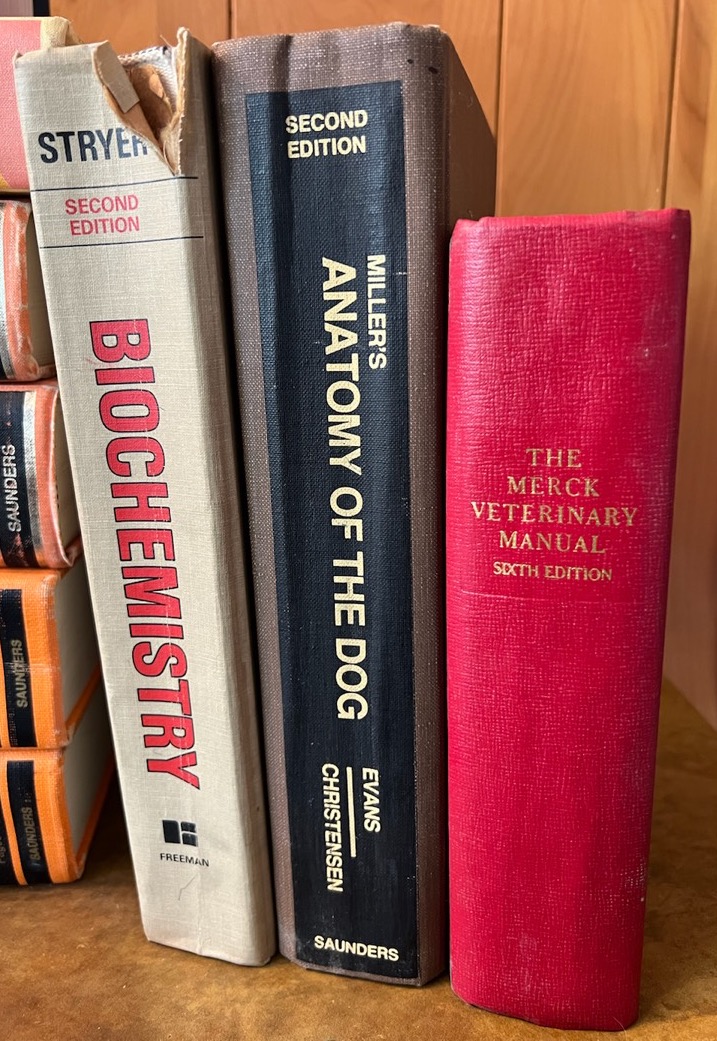 STRYER
SECOND
EDITION
BIOCHEMISTRY
FREEMAN
SECOND
EDITION
MILLER'S
ANATOMY OF THE DOG
EVANS
CHRISTENSEN
SAUNDERS
THE
MERCK
VETERINARY
MANUAL
SIXTH EDITION
SAUNDERS
SAUNDERS
SAUNDERS